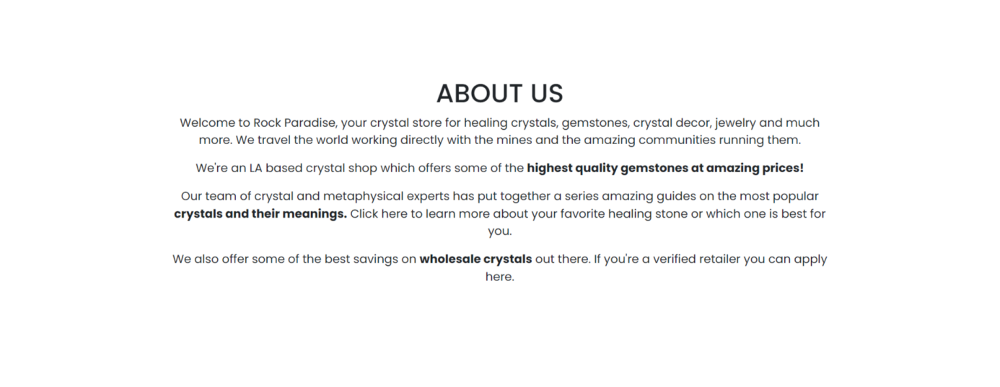 ABOUT US
Welcome to Rock Paradise, your crystal store for healing crystals, gemstones, crystal decor, jewelry and much
more. We travel the world working directly with the mines and the amazing communities running them.
We're an LA based crystal shop which offers some of the highest quality gemstones at amazing prices!
Our team of crystal and metaphysical experts has put together a series amazing guides on the most popular
crystals and their meanings. Click here to learn more about your favorite healing stone or which one is best for
you.
We also offer some of the best savings on wholesale crystals out there. If you're a verified retailer you can apply
here.